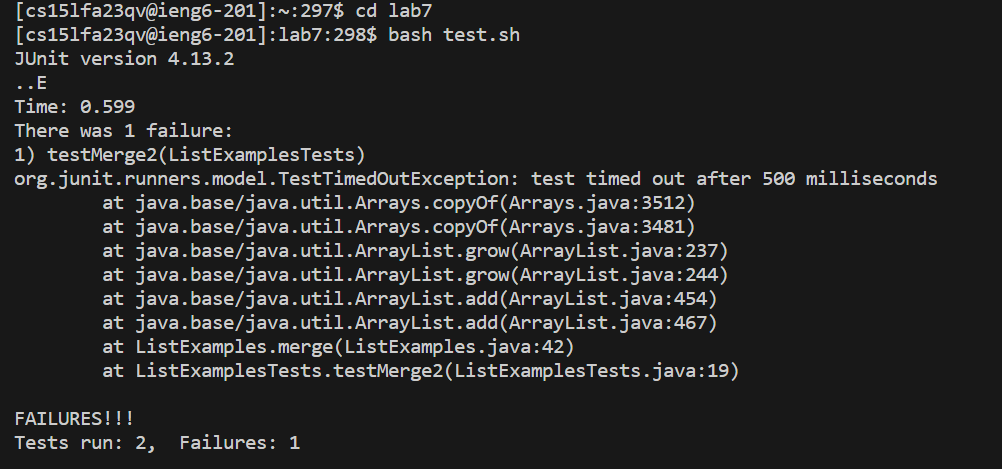 [cs15lfa23qv@ieng6-201]:~:297$ cd lab7
[cs15lfa23qv@ieng6-201]:lab7:298$ bash test.sh
JUnit version 4.13.2
..E
Time: 0.599
There was 1 failure:
1) testMerge2(ListExamplesTests)
org.junit.runners.model.TestTimedOutException: test timed out after 500 milliseconds
        at java.base/java.util.Arrays.copyOf(Arrays.java:3512)
        at java.base/java.util.Arrays.copyOf(Arrays.java:3481)
        at java.base/java.util.ArrayList.grow(ArrayList.java:237)
        at java.base/java.util.ArrayList.grow(ArrayList.java:244)
        at java.base/java.util.ArrayList.add(ArrayList.java:454)
        at java.base/java.util.ArrayList.add(ArrayList.java:467)
        at ListExamples.merge(ListExamples.java:42)
        at ListExamplesTests.testMerge2(ListExamplesTests.java:19)

FAILURES!!!
Tests run: 2,  Failures: 1